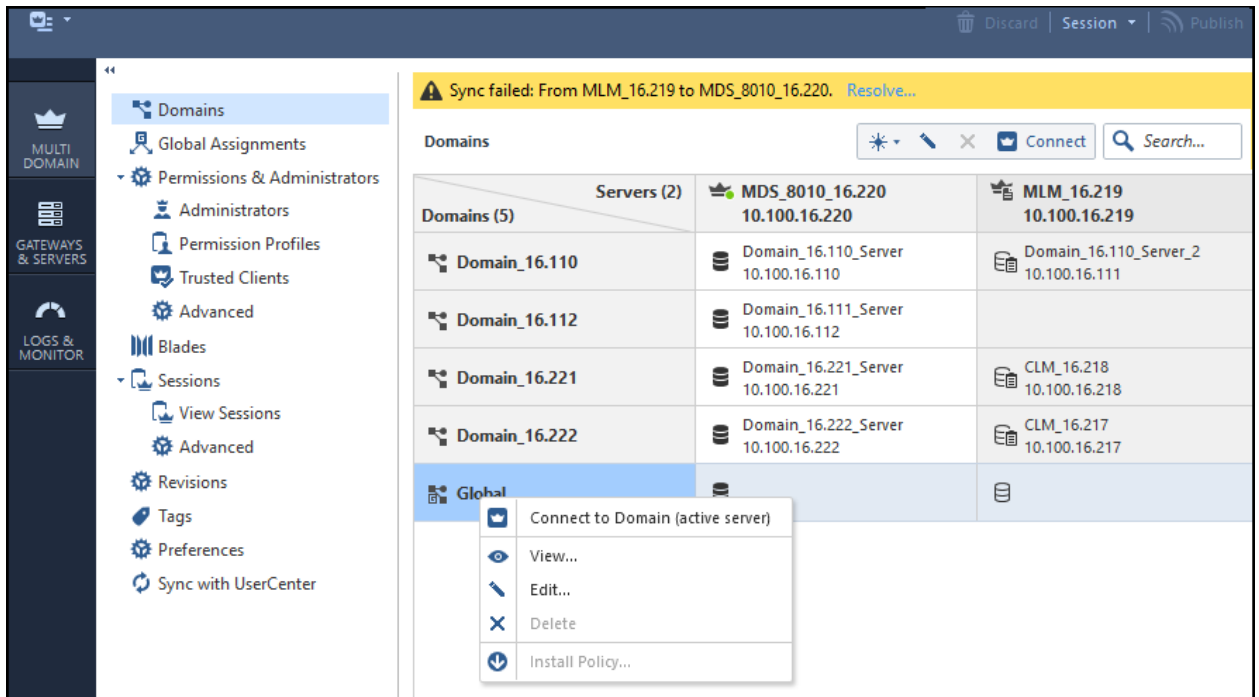 Discard Session Publish
MULTI
DOMAIN
GATEWAYS
& SERVERS
LOGS &
MONITOR
Domains
Global Assignments
Permissions & Administrators
Administrators
Permission Profiles
Trusted Clients
Advanced
Blades
Sessions
View Sessions
Advanced
Revisions
Tags
Preferences
Sync with UserCenter
Sync failed: From MLM_16.219 to MDS_8010_16.220. Resolve...
Domains Connect Search...
Servers (2)
Domains (5)
MDS_8010_16.220
10.100.16.220
MLM_16.219
10.100.16.219
Domain_16.110
Domain_16.110_Server
10.100.16.110
Domain_16.110_Server_2
10.100.16.111
Domain_16.112
Domain_16.111_Server
10.100.16.112
Domain_16.221
Domain_16.221_Server
10.100.16.221
CLM_16.218
10.100.16.218
Domain_16.222
Domain_16.222_Server
10.100.16.222
CLM_16.217
10.100.16.217
Global
Connect to Domain (active server)
View...
Edit...
Delete
Install Policy...